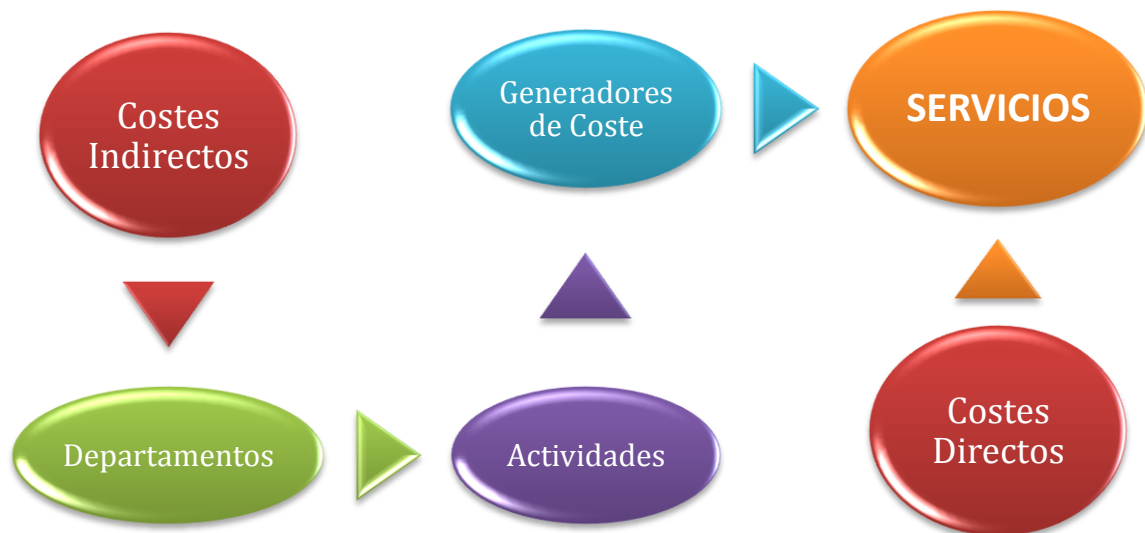 Costes
Indirectos
Departamentos
Actividades
Generadores
de Coste
SERVICIOS
Costes
Directos